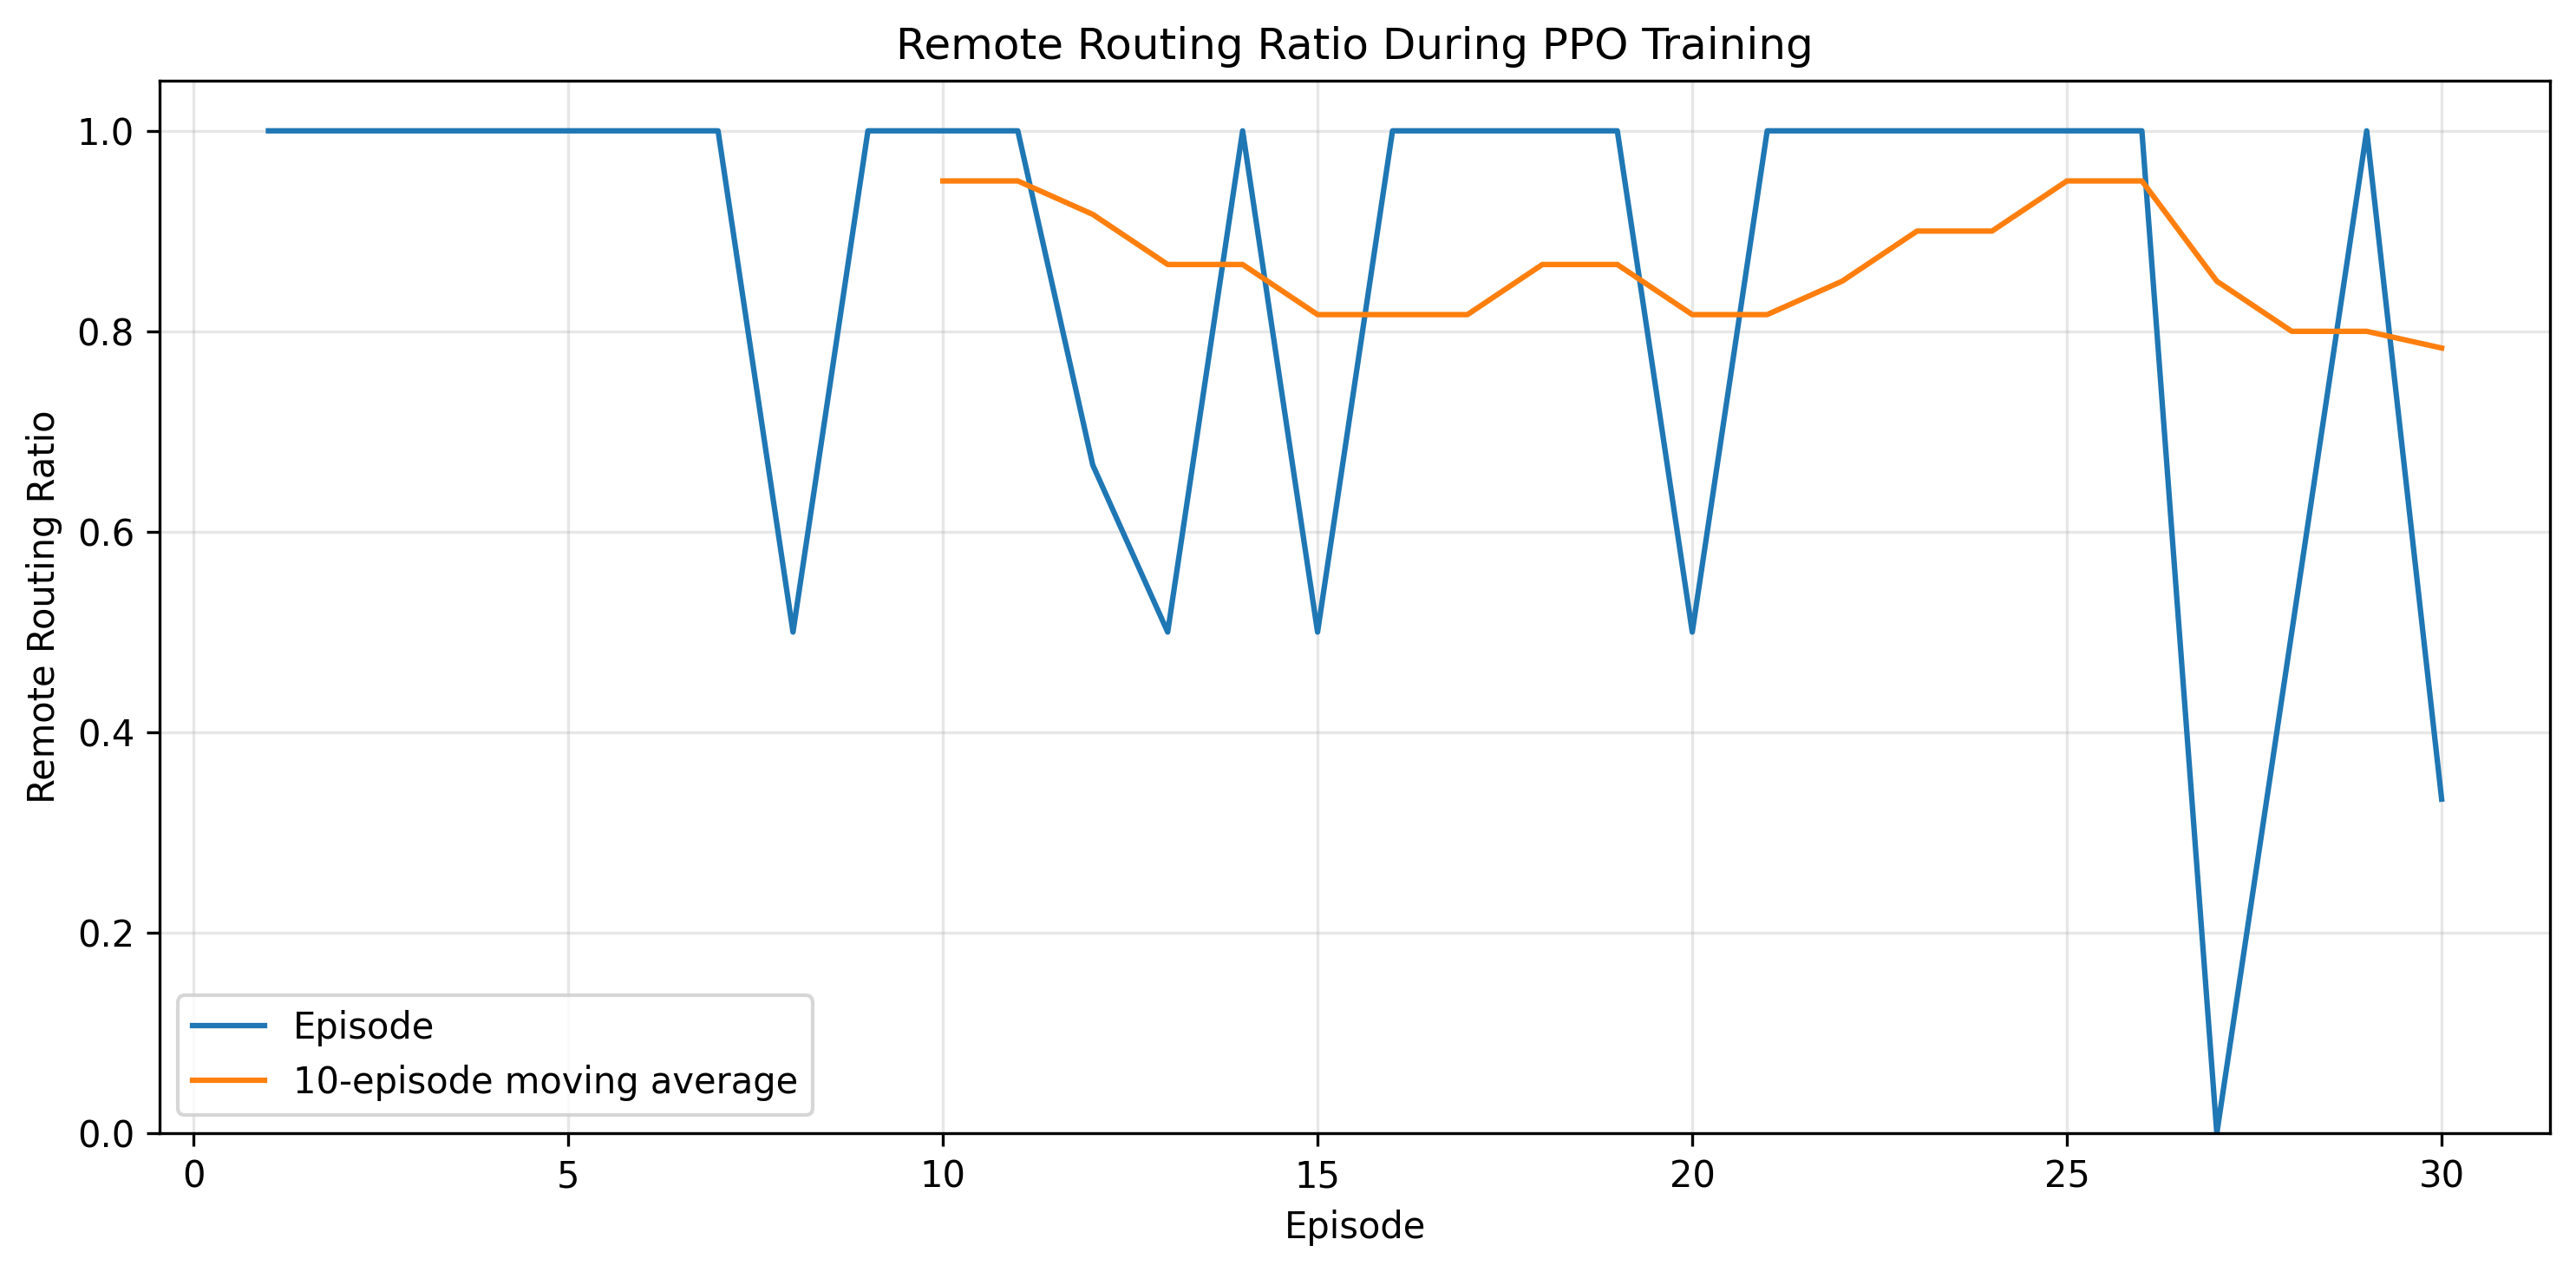 Remote Routing Ratio During PPO Training
Remote Routing Ratio
1.0
0.8
0.6
0.4
0.2
0.0
Episode
10-episode moving average
0 5 10 15 20 25 30
Episode